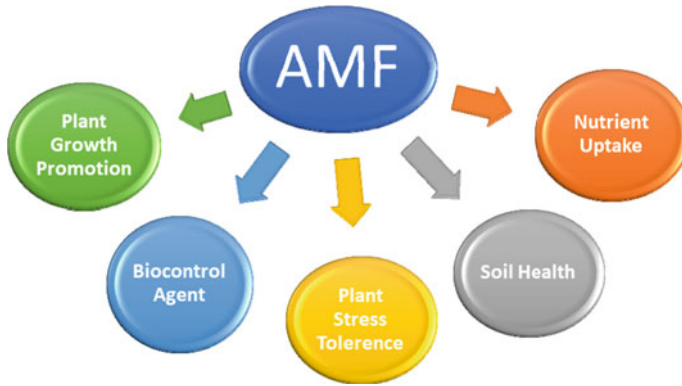 AMF
Plant
Growth
Promotion
Nutrient
Uptake
Biocontrol
Agent
Soil Health
Plant
Stress
Tolerence